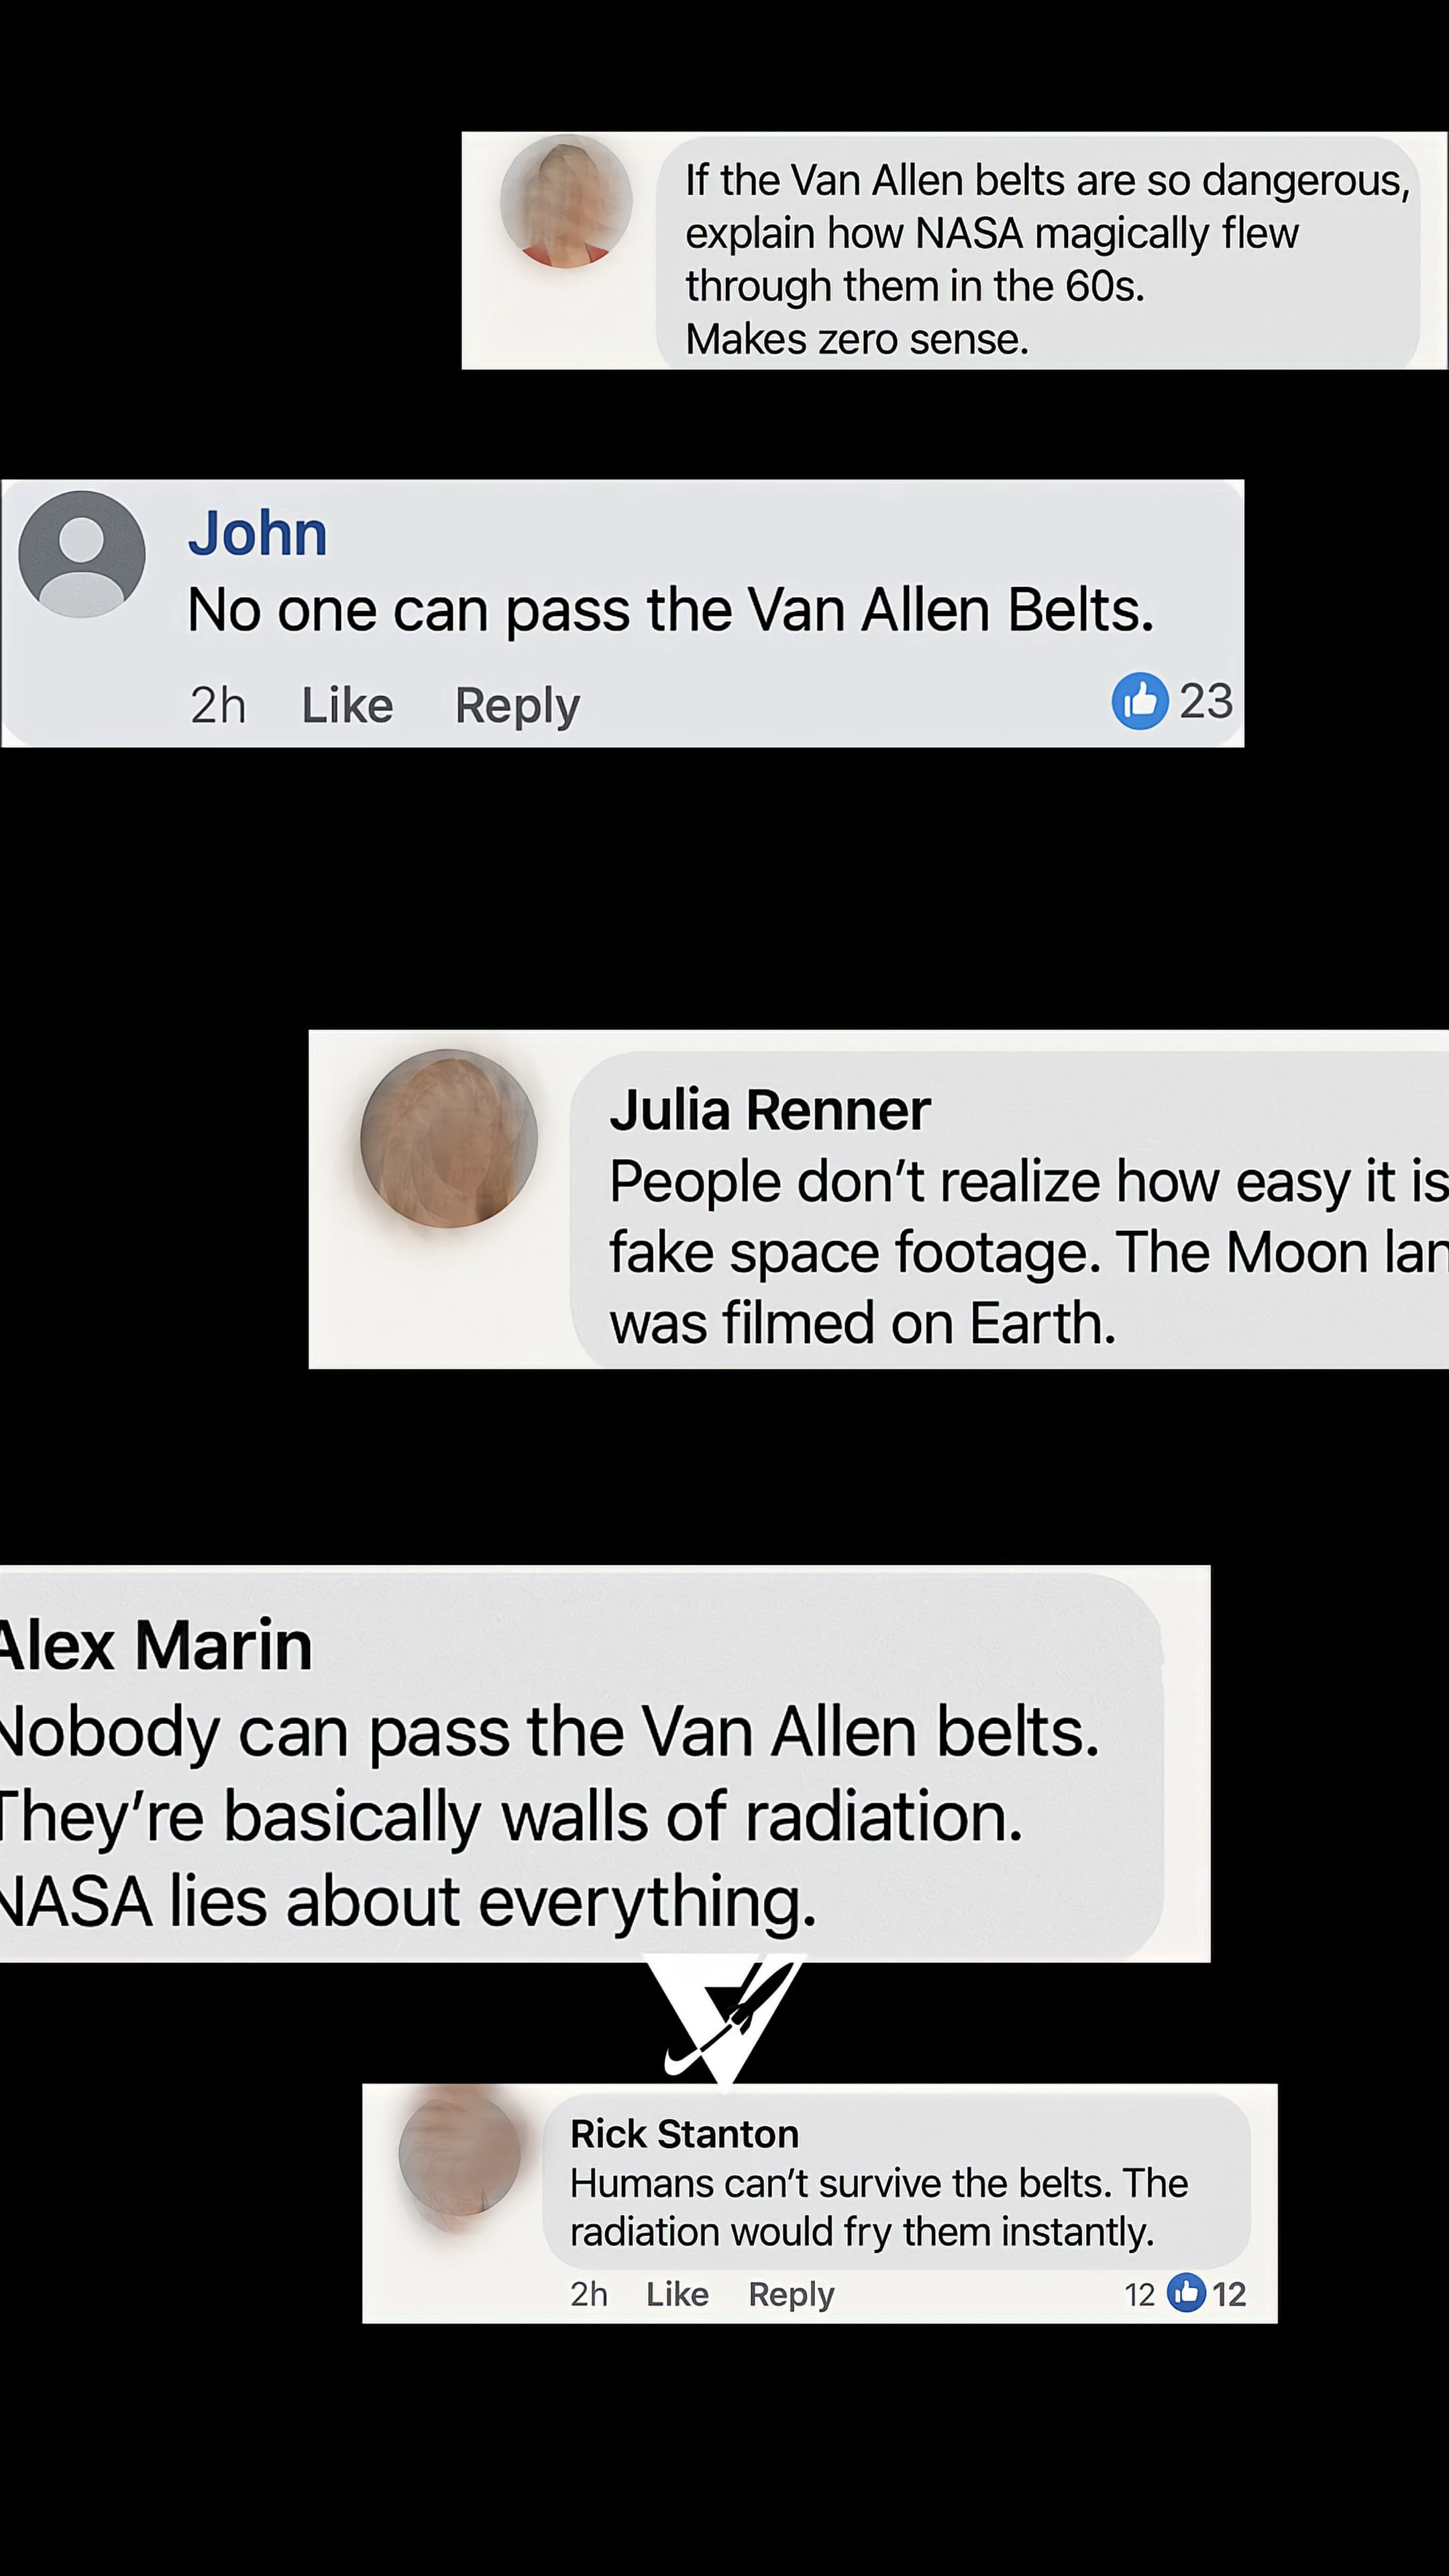 If the Van Allen belts are so dangerous,
explain how NASA magically flew
through them in the 60s.
Makes zero sense.
John
No one can pass the Van Allen Belts.
2h Like Reply 23
Julia Renner
People don't realize how easy it is
fake space footage. The Moon lan
was filmed on Earth.
Alex Marin
Nobody can pass the Van Allen belts.
They're basically walls of radiation.
NASA lies about everything.
Rick Stanton
Humans can't survive the belts. The
radiation would fry them instantly.
2h Like Reply 12 12